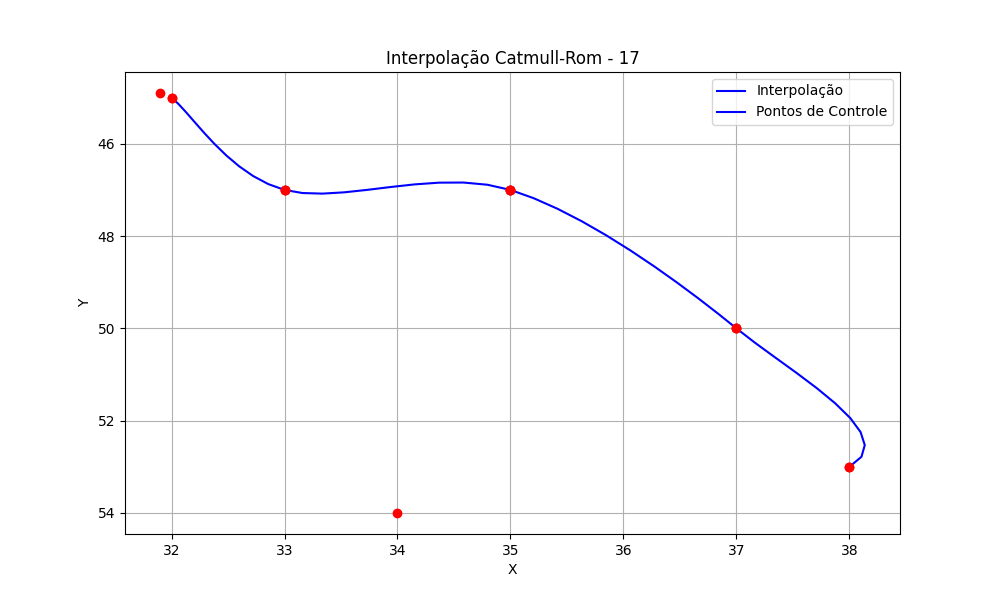 Interpolação Catmull-Rom - 17
Interpolação
Pontos de Controle
46
48
50
52
54
Y
32 33 34 35 36 37 38
X